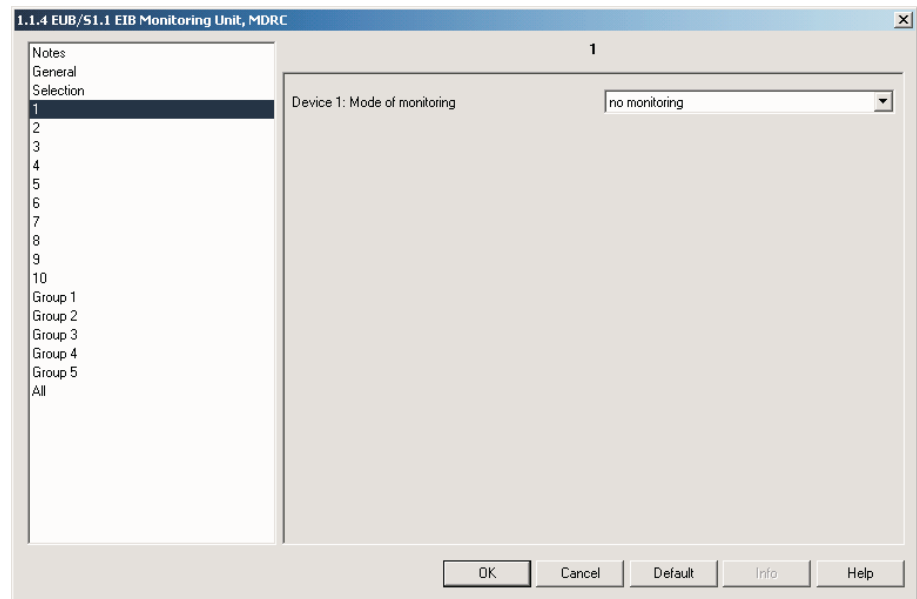 1.1.4 EUB/S1.1 EIB Monitoring Unit, MDRC
Notes
General
Selection
1
2
3
4
5
6
7
8
9
10
Group 1
Group 2
Group 3
Group 4
Group 5
All
1
Device 1: Mode of monitoring
no monitoring
OK
Cancel
Default
Info
Help